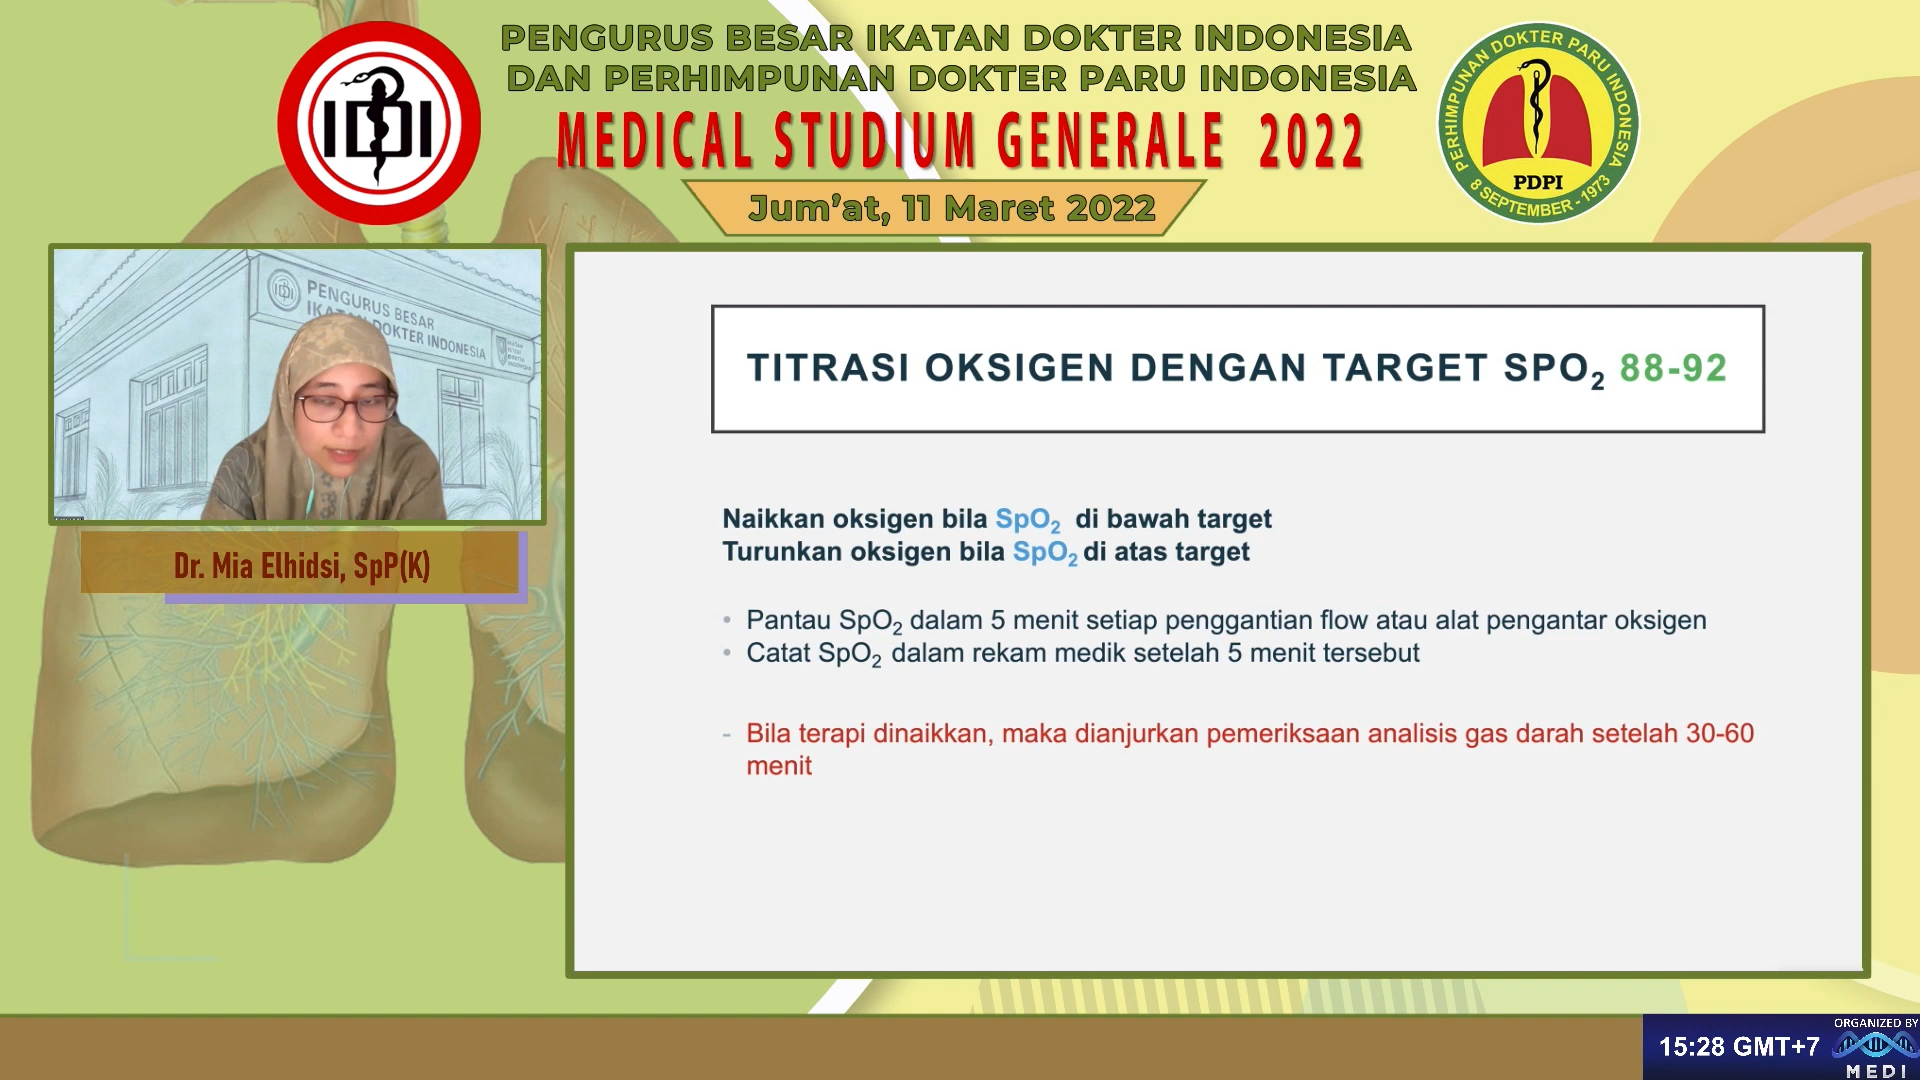 PENGURUS BESAR IKATAN DOKTER INDONESIA
DAN PERHIMPUNAN DOKTER PARU INDONESIA
MEDICAL STUDIUM GENERALE 2022
Jum'at, 11 Maret 2022
IDI
PERHIMPUNAN DOKTER PARU INDONESIA
PDPI
8 SEPTEMBER - 1973
PENGURUS BESAR
IKATAN DOKTER INDONESIA
Dr. Mia Elhidsi, SpP(K)
TITRASI OKSIGEN DENGAN TARGET SPO₂ 88-92
Naikkan oksigen bila SpO₂ di bawah target
Turunkan oksigen bila SpO₂ di atas target
• Pantau SpO₂ dalam 5 menit setiap penggantian flow atau alat pengantar oksigen
• Catat SpO₂ dalam rekam medik setelah 5 menit tersebut
- Bila terapi dinaikkan, maka dianjurkan pemeriksaan analisis gas darah setelah 30-60
menit
15:28 GMT+7
ORGANIZED BY
MEDI